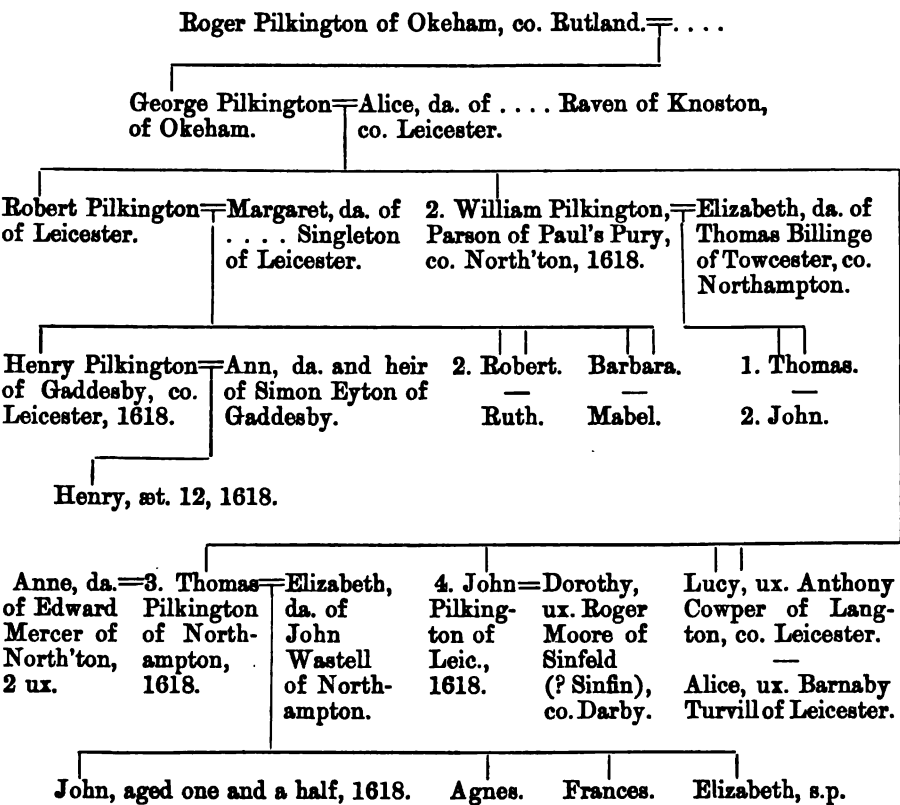 Roger Pilkington of Okeham, co. Rutland.=. . . .
George Pilkington=Alice, da. of . . . . Raven of Knoston,
of Okeham.
co. Leicester.
Robert Pilkington=Margaret, da. of
of Leicester.
. . . . Singleton
of Leicester.
2. William Pilkington,=Elizabeth, da. of
Parson of Paul's Pury,
co. North'ton, 1618.
Thomas Billinge
of Towcester, co.
Northampton.
Henry Pilkington=Ann, da. and heir
of Gaddesby, co.
Leicester, 1618.
of Simon Eyton of
Gaddesby.
2. Robert.
—
Ruth.
Barbara.
—
Mabel.
1. Thomas.
—
2. John.
Henry, æt. 12, 1618.
Anne, da.=3. Thomas=Elizabeth,
of Edward
Mercer of
North'ton,
2 ux.
Pilkington
of North-
ampton,
1618.
da. of
John
Wastell
of North-
ampton.
4. John=Dorothy,
Pilking-
ton of
Leic.,
1618.
ux. Roger
Moore of
Sinfeld
(? Sinfin),
co. Darby.
Lucy, ux. Anthony
Cowper of Lang-
ton, co. Leicester.
—
Alice, ux. Barnaby
Turvill of Leicester.
John, aged one and a half, 1618.
Agnes.
Frances.
Elizabeth, s.p.